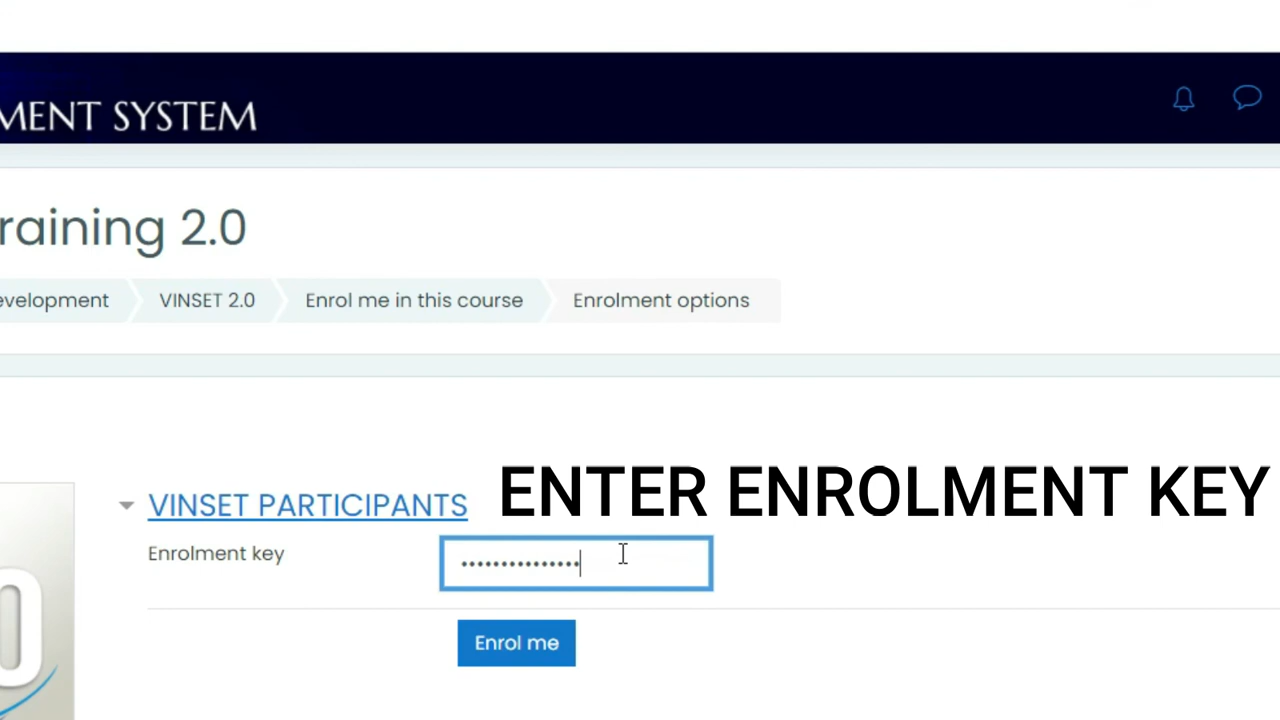 MENT SYSTEM
raining 2.0
evelopment
VINSET 2.0
Enrol me in this course
Enrolment options
VINSET PARTICIPANTS
ENTER ENROLMENT KEY
Enrolment key
•••••••••••••••
Enrol me
0